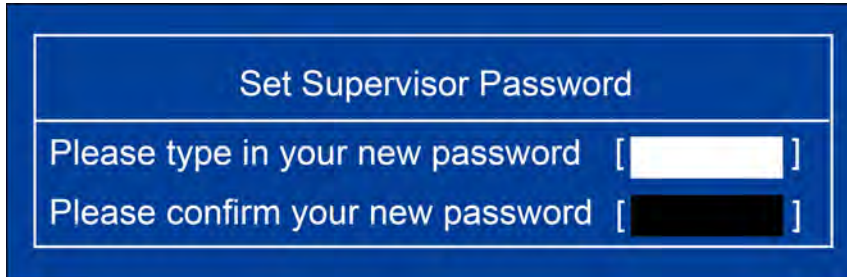 Set Supervisor Password
Please type in your new password [ ]
Please confirm your new password [ ]